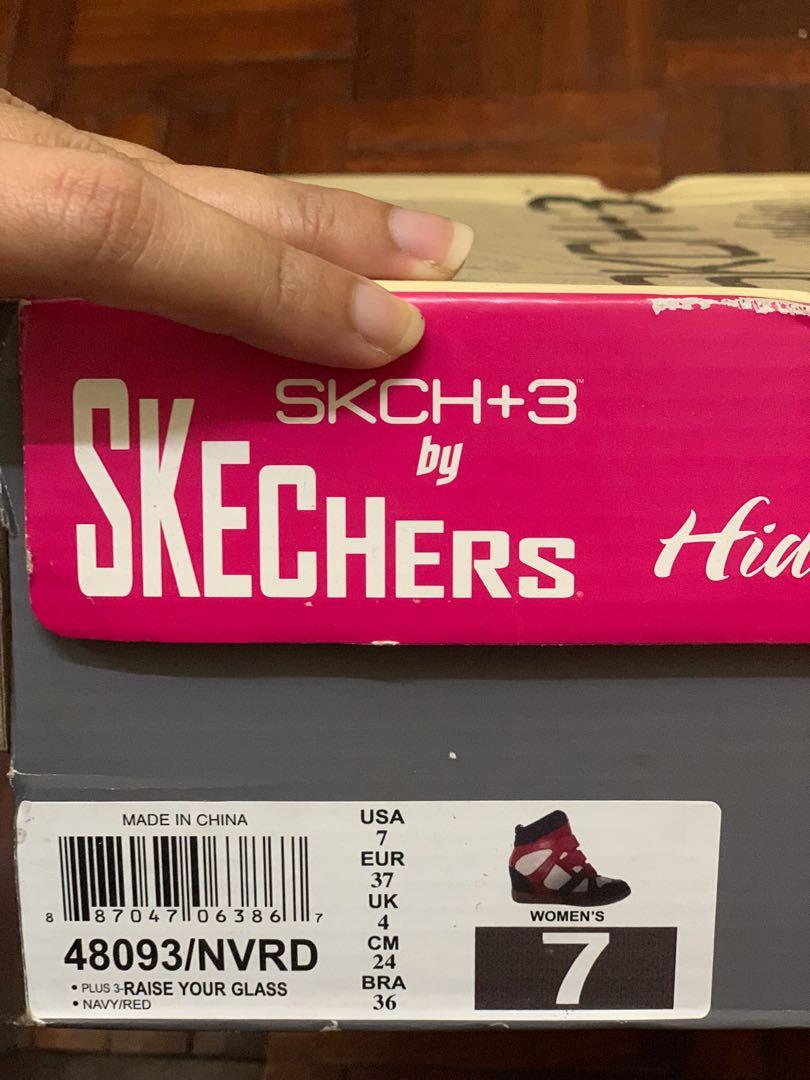 SKCH+3™
by
SKECHERS
Hid
MADE IN CHINA
8 87047 06386 7
48093/NVRD
• PLUS 3-RAISE YOUR GLASS
• NAVY/RED
USA
7
EUR
37
UK
4
CM
24
BRA
36
WOMEN'S
7